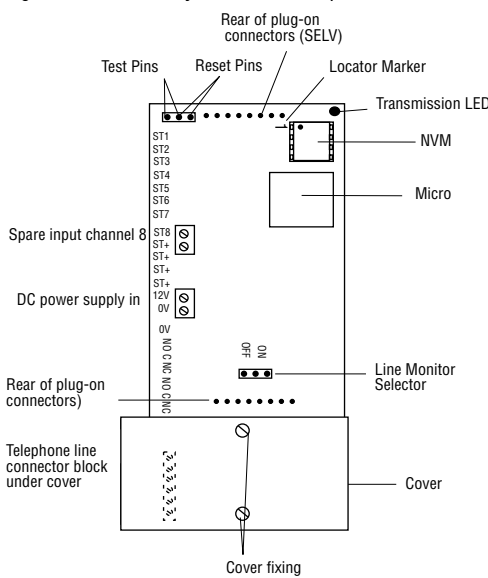 Rear of plug-on
connectors (SELV)
Test Pins
Reset Pins
Locator Marker
Transmission LED
NVM
Micro
ST1
ST2
ST3
ST4
ST5
ST6
ST7
Spare input channel 8
ST8
ST+
ST+
ST+
ST+
DC power supply in
12V
0V
0V
NO C NC NO C NC
OFF
ON
Line Monitor
Selector
Rear of plug-on
connectors)
Telephone line
connector block
under cover
Cover
Cover fixing